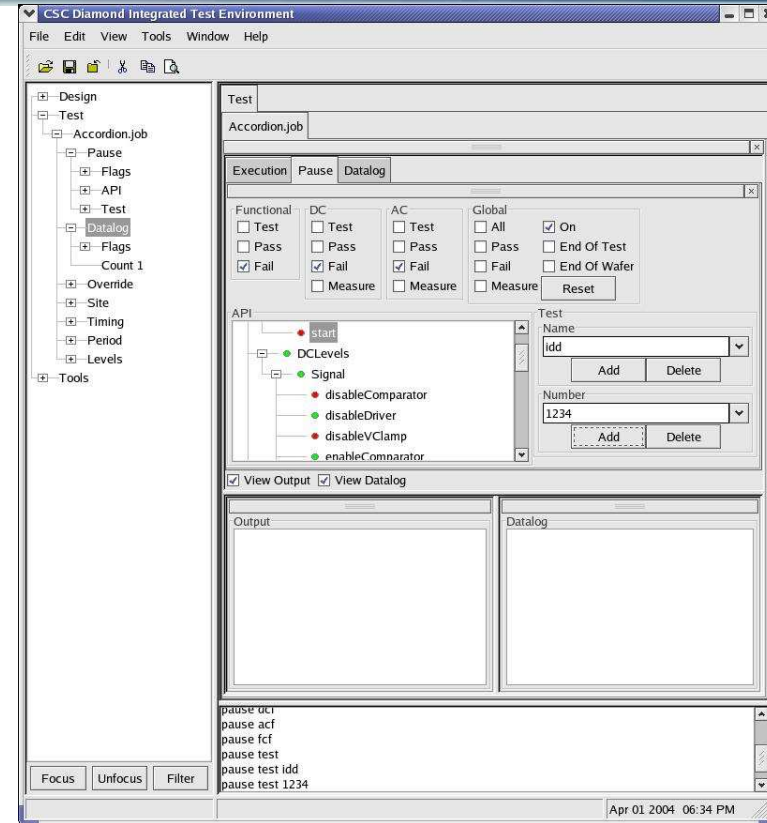 CSC Diamond Integrated Test Environment
File Edit View Tools Window Help
Design
Test
Accordion.job
Pause
Flags
API
Test
Datalog
Flags
Count 1
Override
Site
Timing
Period
Levels
Tools
Focus Unfocus Filter
Test
Accordion.job
Execution Pause Datalog
Functional DC AC Global
Test Test Test All On
Pass Pass Pass Pass End Of Test
Fail Fail Fail Fail End Of Wafer
Measure Measure Measure Reset
API
start
DCLevels
Signal
disableComparator
disableDriver
disableVClamp
enableComparator
Test
Name
idd
Add Delete
Number
1234
Add Delete
View Output View Datalog
Output Datalog
pause dcf
pause acf
pause fcf
pause test
pause test idd
pause test 1234
Apr 01 2004 06:34 PM